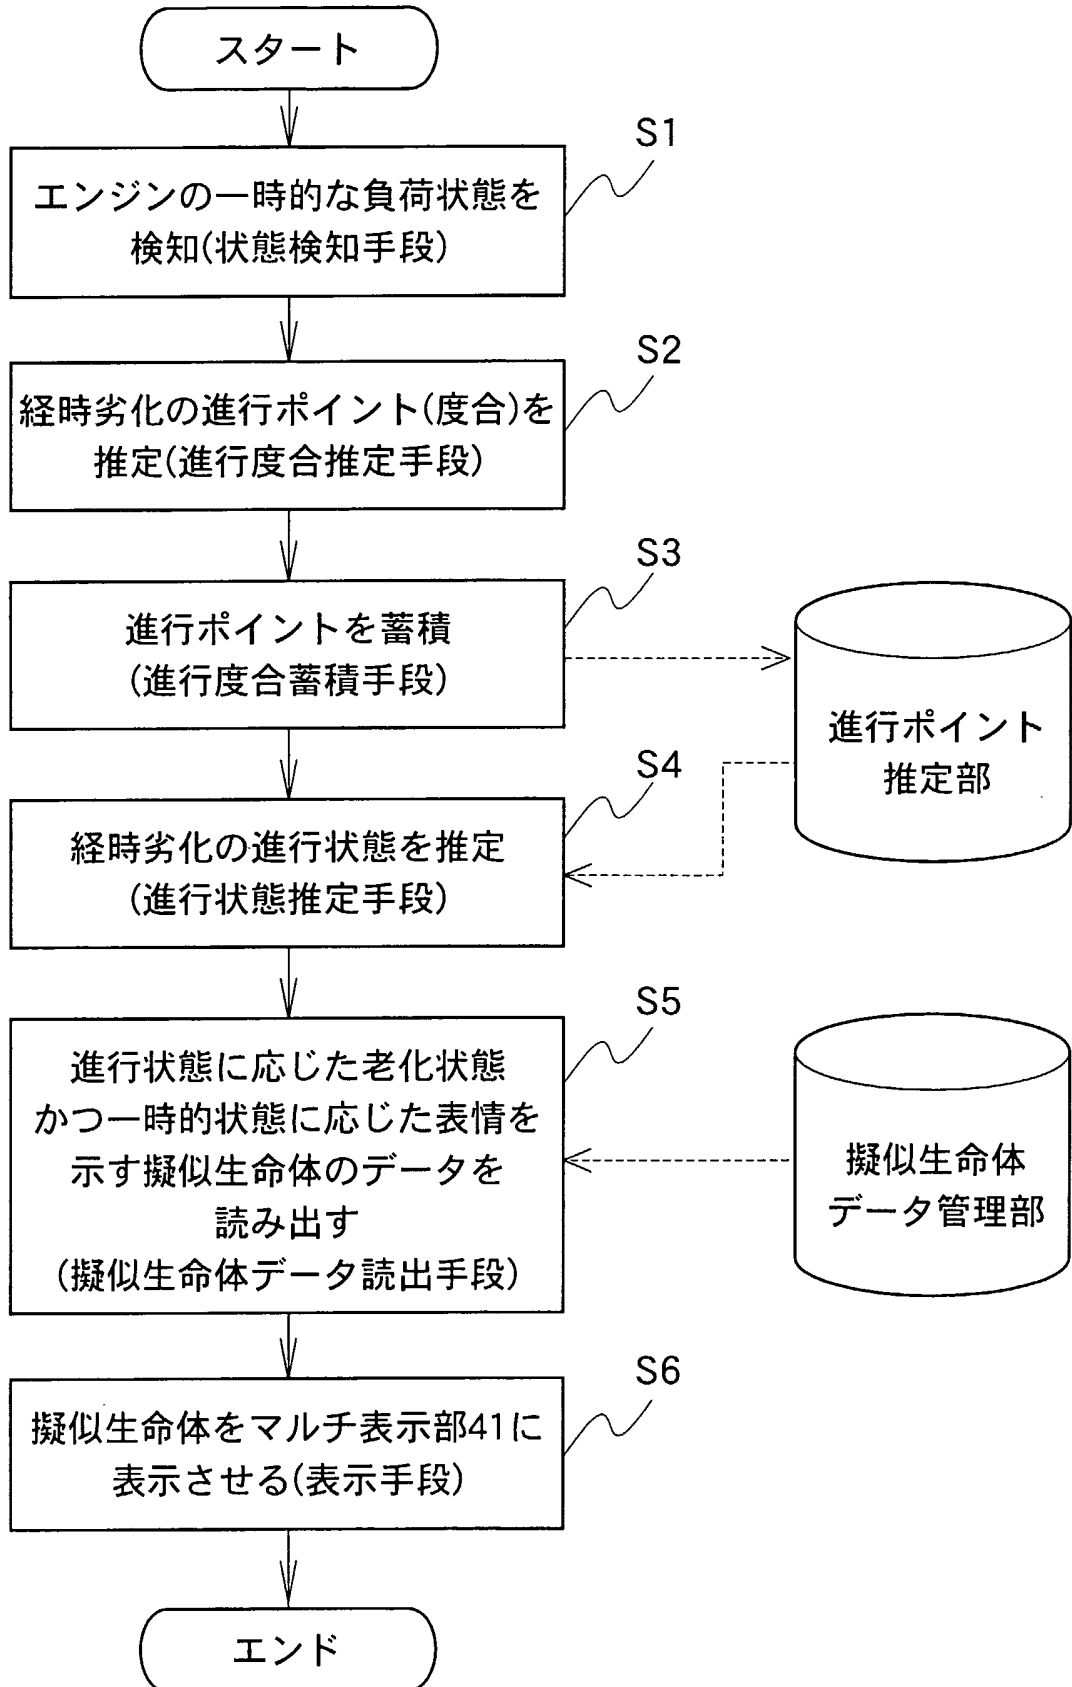 スタート
S1
エンジンの一時的な負荷状態を
検知(状態検知手段)
S2
経時劣化の進行ポイント(度合)を
推定(進行度合推定手段)
S3
進行ポイントを蓄積
(進行度合蓄積手段)
進行ポイント
推定部
S4
経時劣化の進行状態を推定
(進行状態推定手段)
S5
進行状態に応じた老化状態
かつ一時的状態に応じた表情を
示す擬似生命体のデータを
読み出す
(擬似生命体データ読出手段)
擬似生命体
データ管理部
S6
擬似生命体をマルチ表示部41に
表示させる(表示手段)
エンド